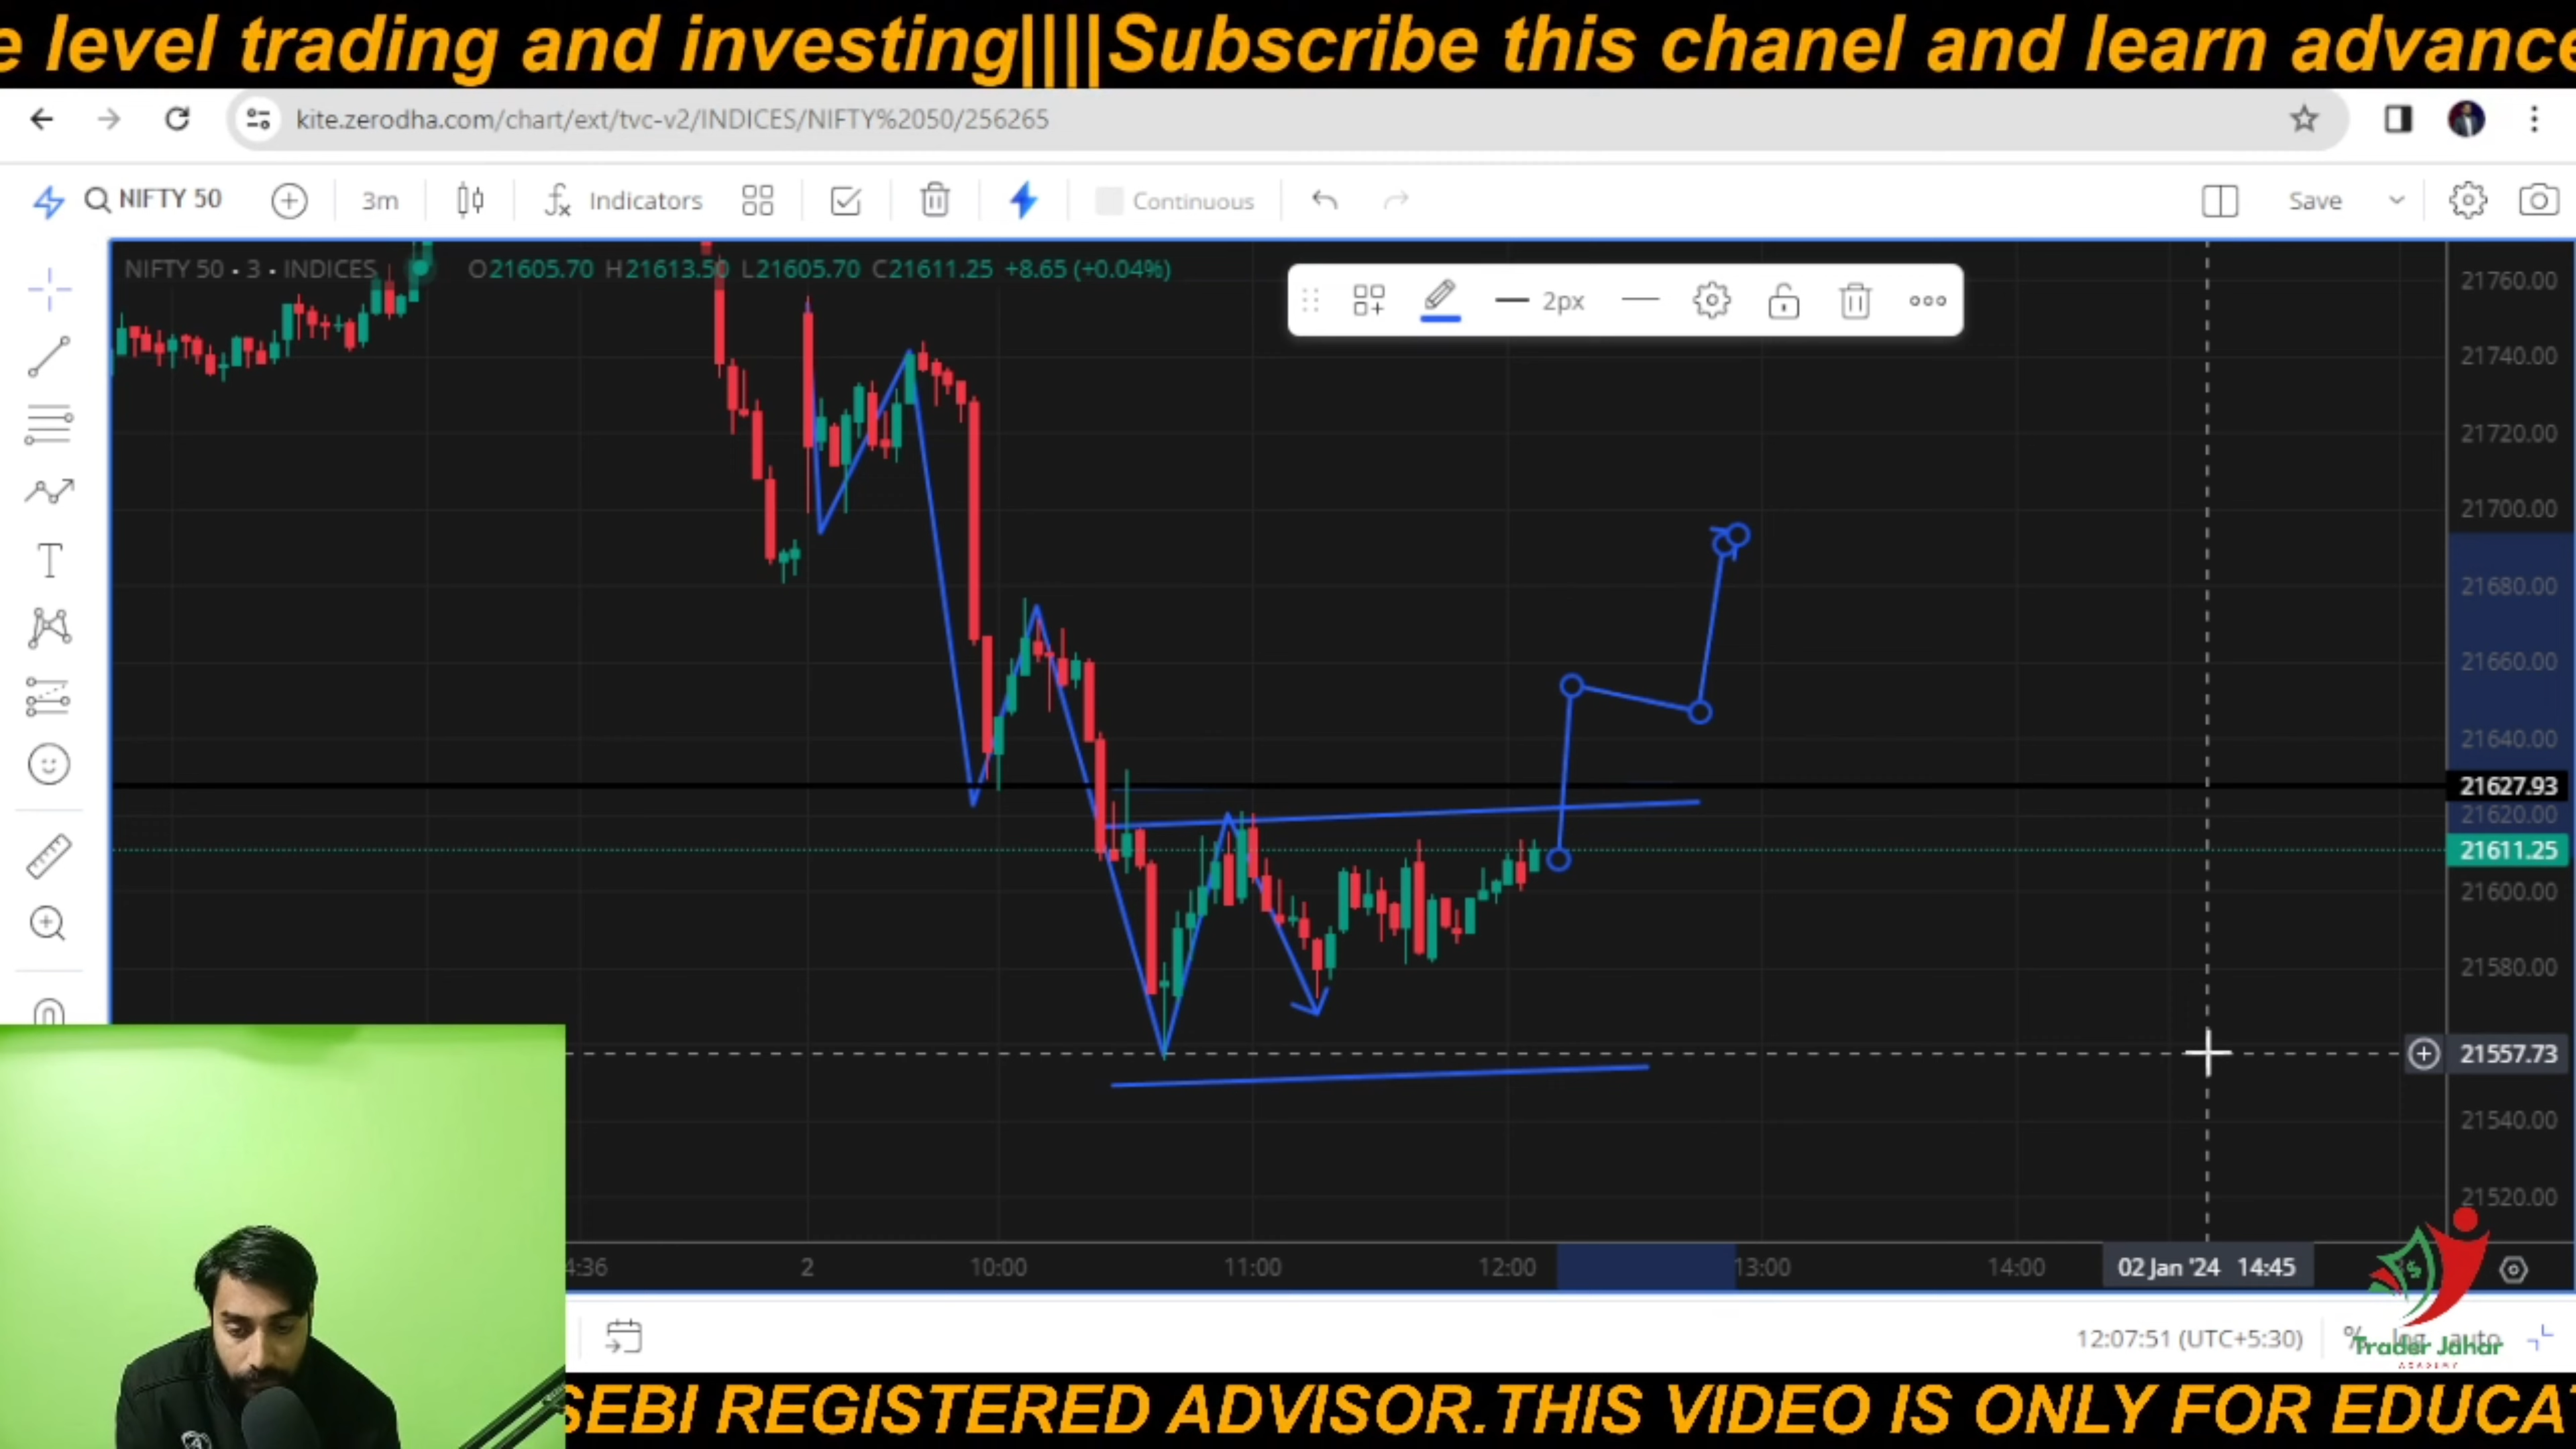 e level trading and investing||||Subscribe this chanel and learn advance
kite.zerodha.com/chart/ext/tvc-v2/INDICES/NIFTY%2050/256265
NIFTY 50 3m Indicators Continuous Save
NIFTY 50 • 3 • INDICES O21605.70 H21613.50 L21605.70 C21611.25 +8.65 (+0.04%)
2px
21760.00
21740.00
21720.00
21700.00
21680.00
21660.00
21640.00
21627.93
21620.00
21611.25
21600.00
21580.00
21557.73
21540.00
21520.00
4:36 2 10:00 11:00 12:00 13:00 14:00 02 Jan '24 14:45
12:07:51 (UTC+5:30) % log auto
Trader Jahar
ACADEMY
SEBI REGISTERED ADVISOR.THIS VIDEO IS ONLY FOR EDUCA